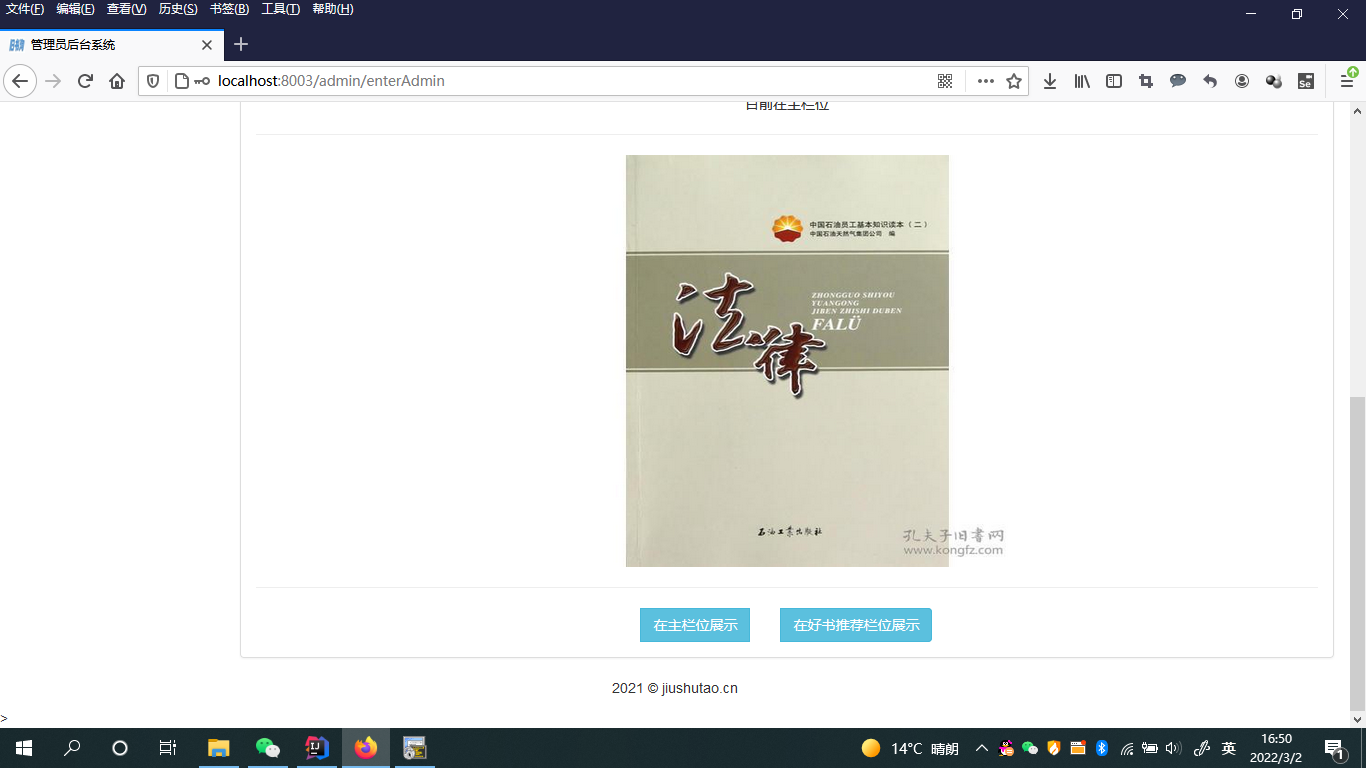 文件(F) 编辑(E) 查看(V) 历史(S) 书签(B) 工具(T) 帮助(H)
管理员后台系统
localhost:8003/admin/enterAdmin
目前在主栏位
中国石油员工基本知识读本（二）
中国石油天然气集团公司 编
法律
ZHONGGUO SHIYOU
YUANGONG
JIBEN ZHISHI DUBEN
FALÜ
石油工业出版社
孔夫子旧书网
www.kongfz.com
在主栏位展示 在好书推荐栏位展示
2021 © jiushutao.cn
>
14°C 晴朗 英 16:50
2022/3/2
1